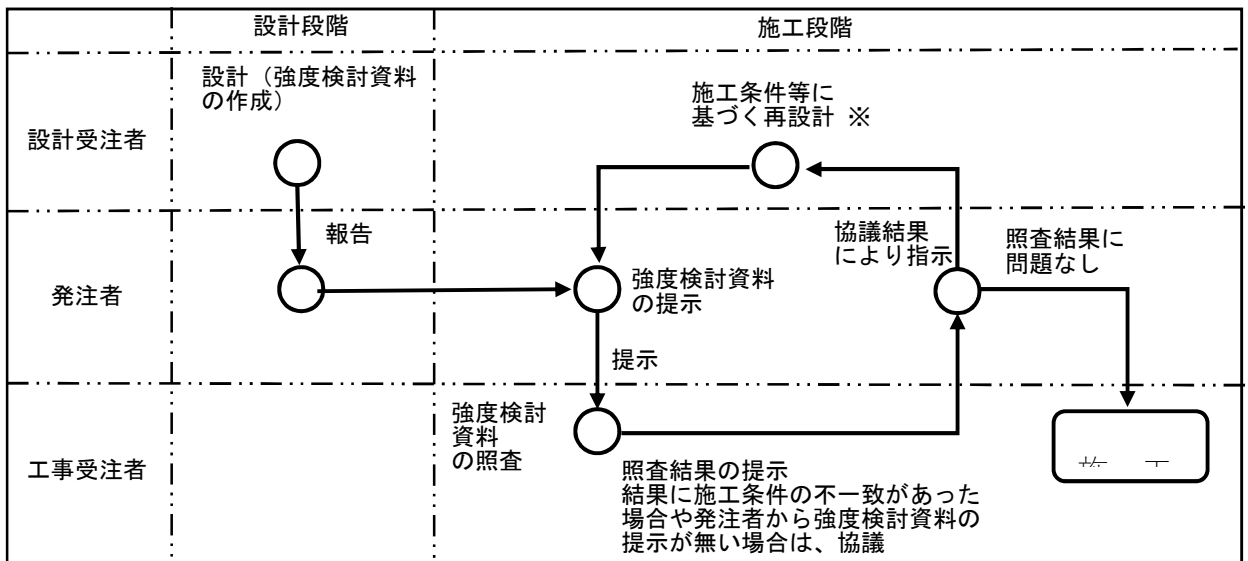 設計段階
施工段階
設計受注者
設計（強度検討資料
の作成）
施工条件等に
基づく再設計 ※
発注者
報告
強度検討資料
の提示
協議結果
により指示
照査結果に
問題なし
提示
工事受注者
強度検討
資料
の照査
照査結果の提示
結果に施工条件の不一致があった
場合や発注者から強度検討資料の
提示が無い場合は、協議